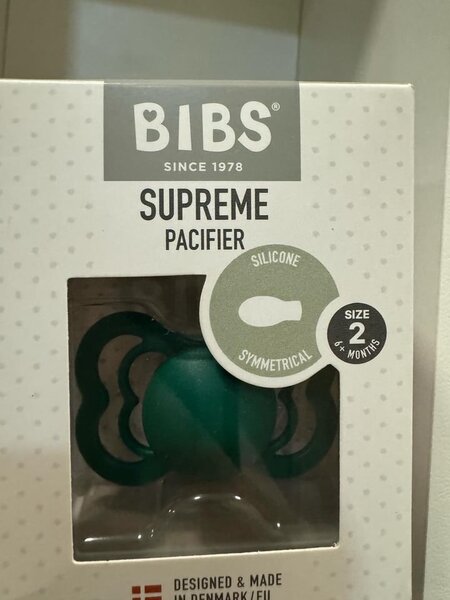 BIBS®
SINCE 1978
SUPREME
PACIFIER
SILICONE
SYMMETRICAL
SIZE
2
6+ MONTHS
DESIGNED & MADE
IN DENMARK/EU